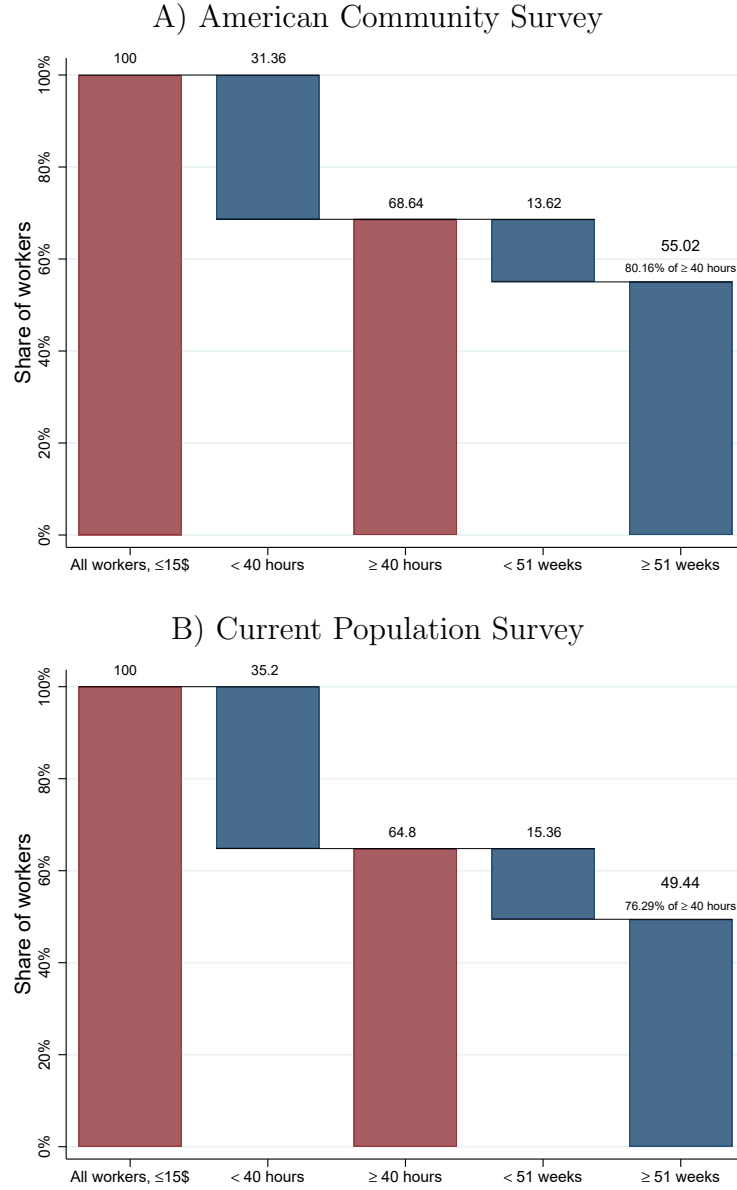 A) American Community Survey
100 31.36
68.64 13.62
55.02
80.16% of ≥ 40 hours
Share of workers
100%
80%
60%
40%
20%
0%
All workers, ≤15$ < 40 hours ≥ 40 hours < 51 weeks ≥ 51 weeks
B) Current Population Survey
100 35.2
64.8 15.36
49.44
76.29% of ≥ 40 hours
Share of workers
100%
80%
60%
40%
20%
0%
All workers, ≤15$ < 40 hours ≥ 40 hours < 51 weeks ≥ 51 weeks